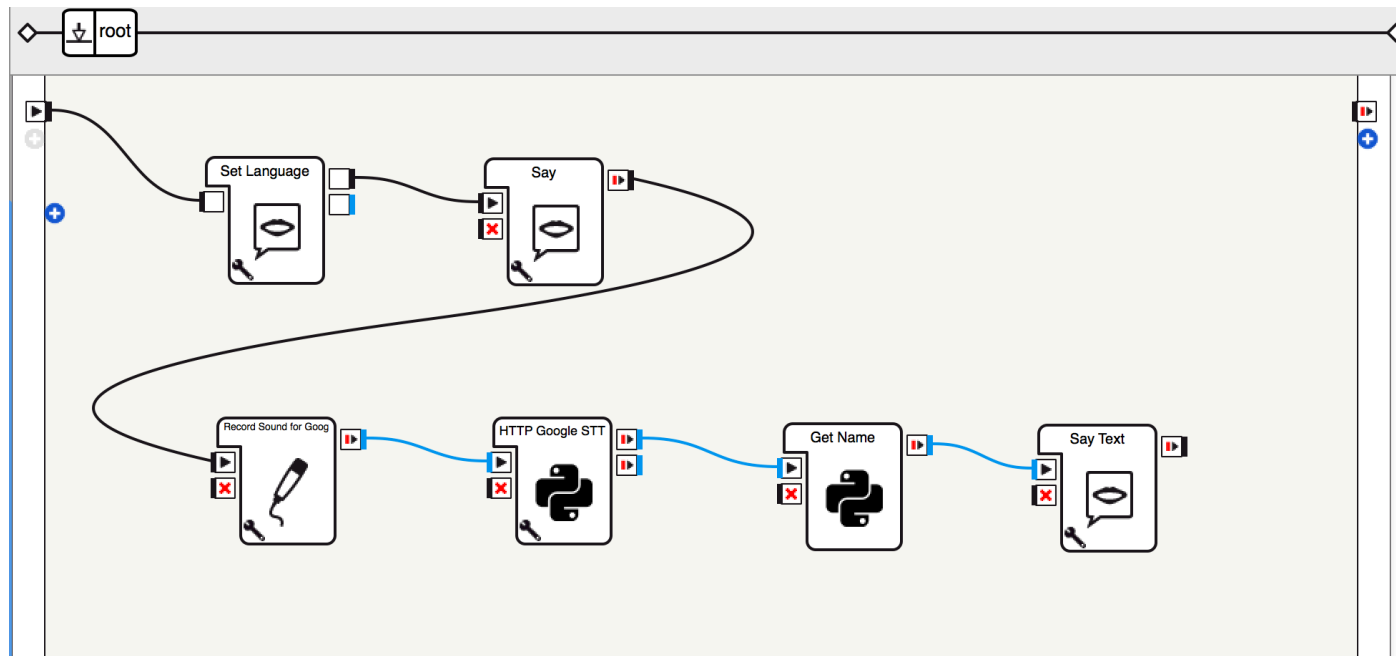 root
Set Language
Say
Record Sound for Goog
HTTP Google STT
Get Name
Say Text